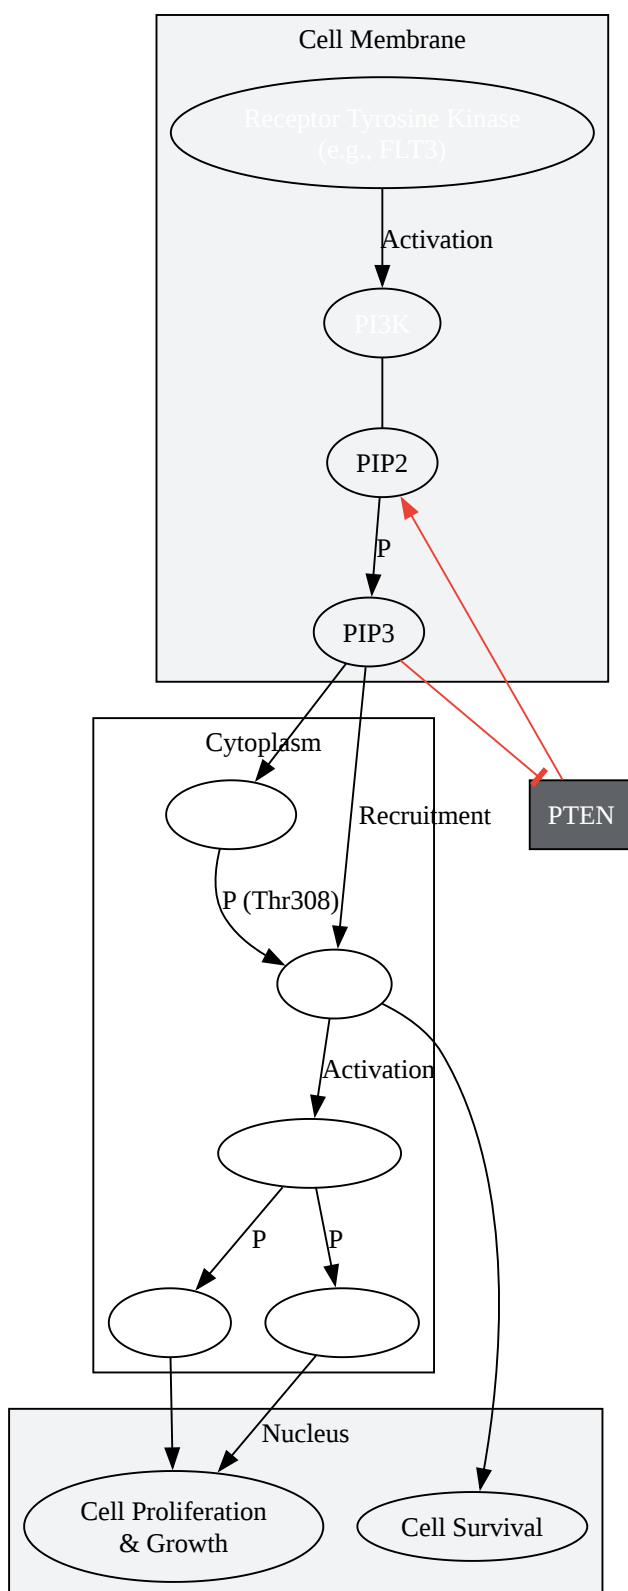 Cell Membrane
Receptor Tyrosine Kinase
(e.g., FLT3)
Activation
PI3K
PIP2
P
PIP3
Cytoplasm
Recruitment
PTEN
P (Thr308)
Activation
P
P
Nucleus
Cell Proliferation
& Growth
Cell Survival